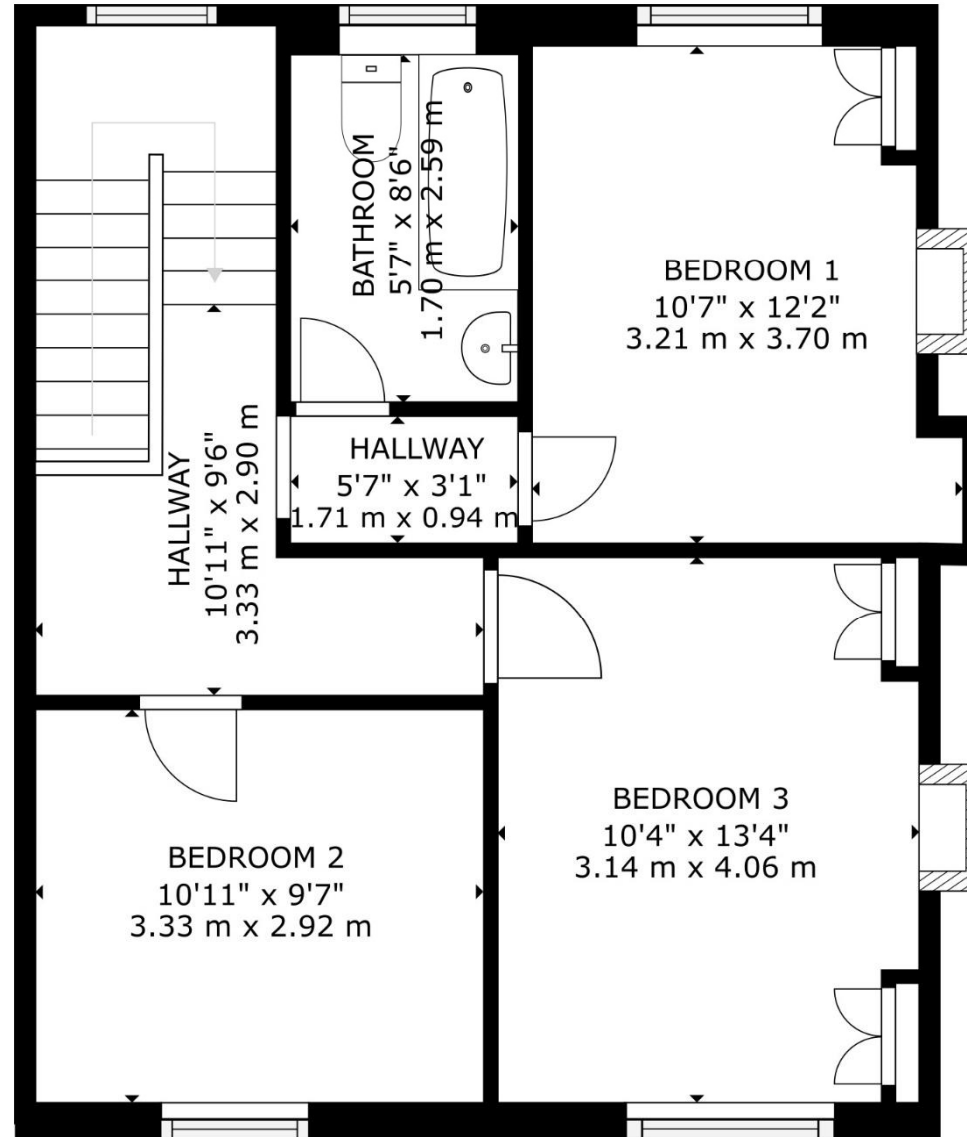 BATHROOM
5'7" x 8'6"
1.70 m x 2.59 m
BEDROOM 1
10'7" x 12'2"
3.21 m x 3.70 m
HALLWAY
5'7" x 3'1"
1.71 m x 0.94 m
HALLWAY
10'11" x 9'6"
3.33 m x 2.90 m
BEDROOM 2
10'11" x 9'7"
3.33 m x 2.92 m
BEDROOM 3
10'4" x 13'4"
3.14 m x 4.06 m